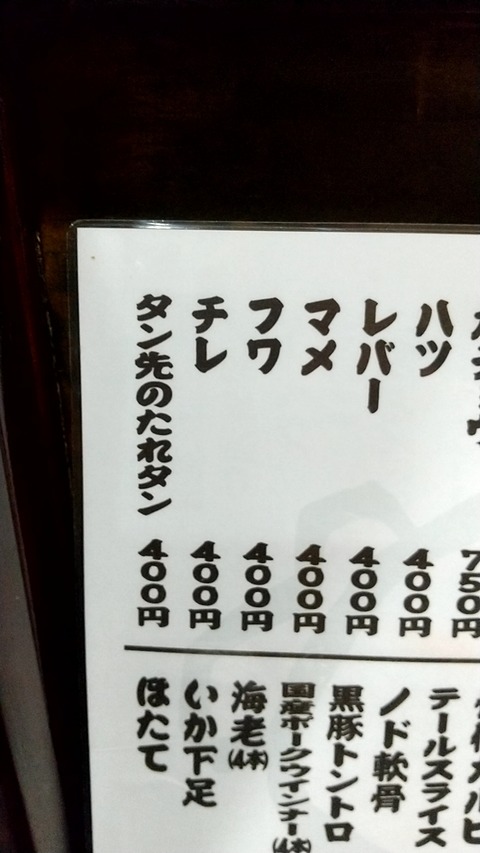 750円
ハツ 400円
レバー 400円
マメ 400円
フワ 400円
チレ 400円
タン先のたれタン 400円
テールスライス
ノド軟骨
黒豚トントロ
国産ポークウインナー(4本)
海老(4本)
いか下足
ほたて